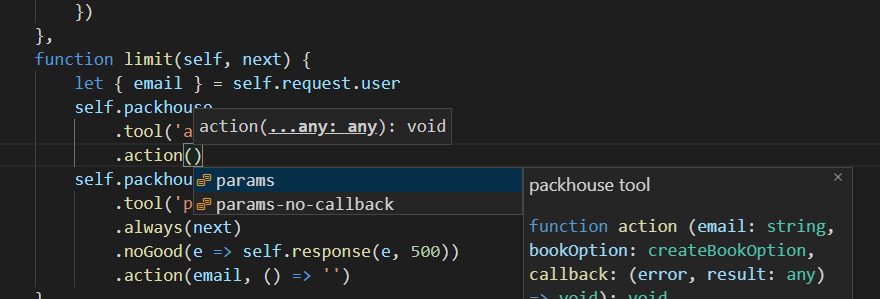 })
},
function limit(self, next) {
let { email } = self.request.user
self.packhouse
action(...any: any): void
.tool('a
.action()
self.packhous
params
params-no-callback
.tool('p
.always(next)
.noGood(e => self.response(e, 500))
.action(email, () => '')
packhouse tool
function action (email: string,
bookOption: createBookOption,
callback: (error, result: any)
=> void): void